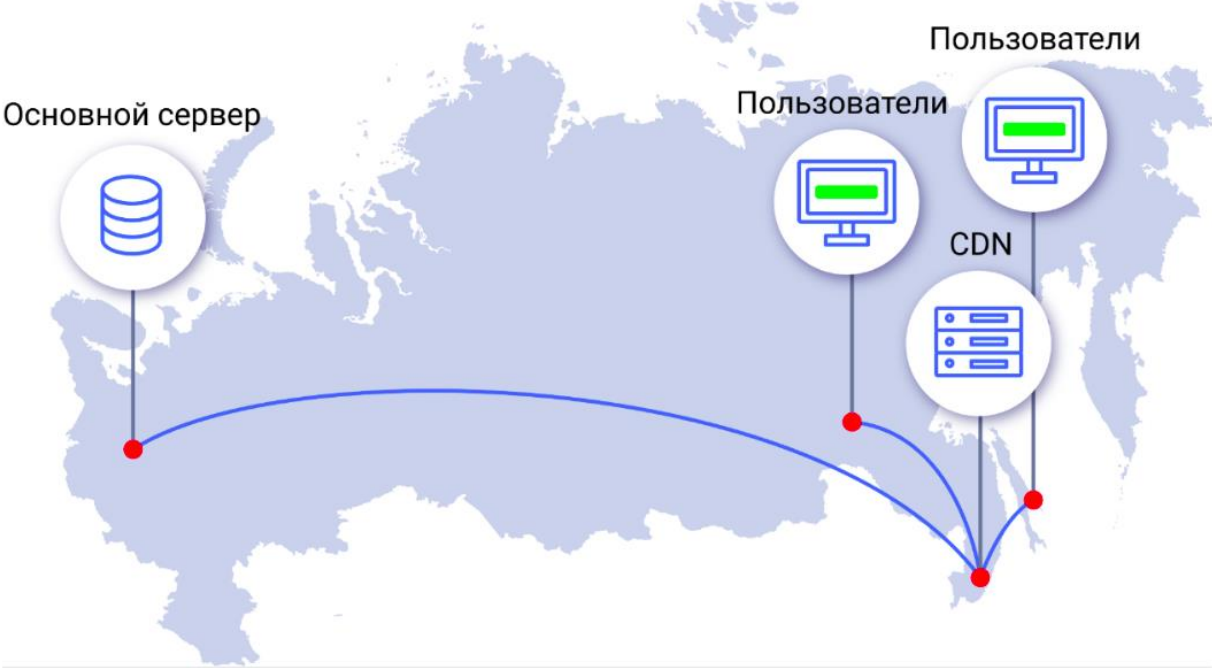 Пользователи
Пользователи
Основной сервер
CDN